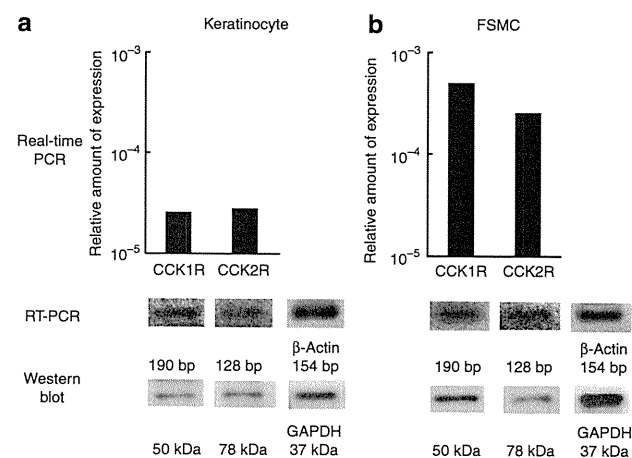 a
Keratinocyte
Real-time
PCR
Relative amount of expression
10⁻³
10⁻⁴
10⁻⁵
CCK1R CCK2R
b
FSMC
Relative amount of expression
10⁻³
10⁻⁴
10⁻⁵
CCK1R CCK2R
RT-PCR
β-Actin
190 bp 128 bp 154 bp
β-Actin
190 bp 128 bp 154 bp
Western
blot
GAPDH
50 kDa 78 kDa 37 kDa
GAPDH
50 kDa 78 kDa 37 kDa